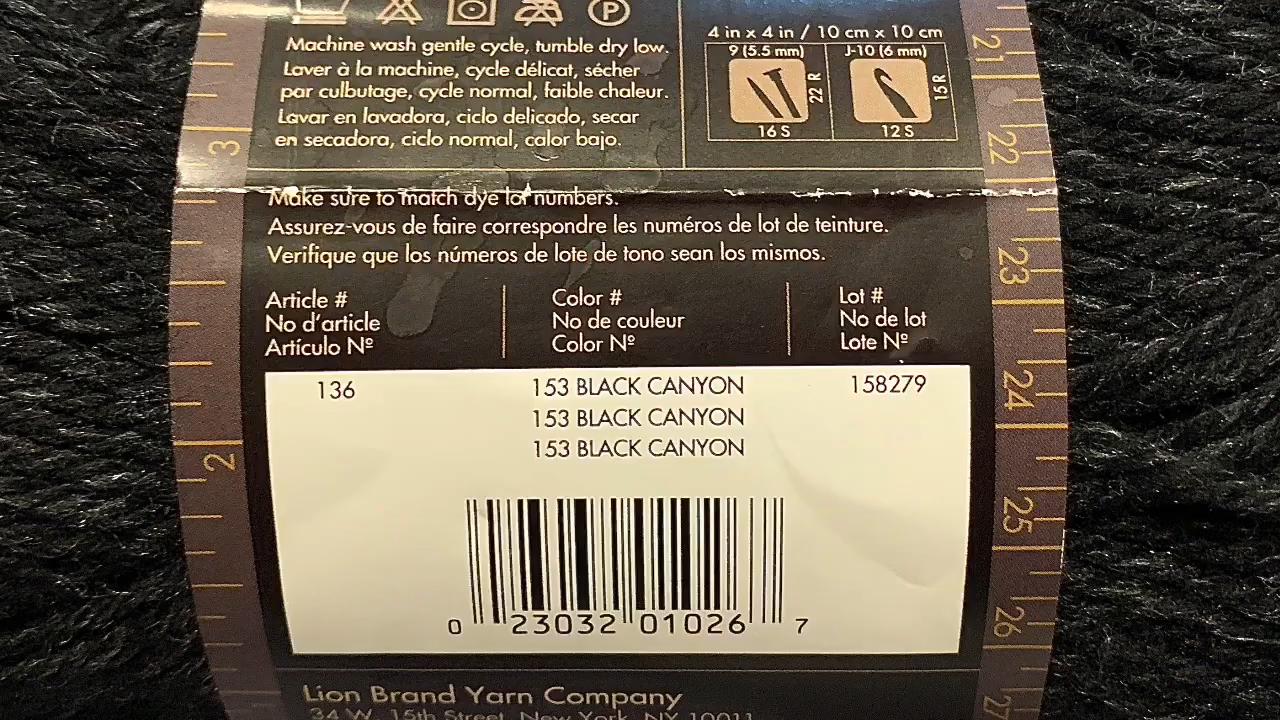 Machine wash gentle cycle, tumble dry low.
Laver à la machine, cycle délicat, sécher
par culbutage, cycle normal, faible chaleur.
Lavar en lavadora, ciclo delicado, secar
en secadora, ciclo normal, calor bajo.
4 in x 4 in / 10 cm x 10 cm
9 (5.5 mm)
22 R
16 S
J-10 (6 mm)
15 R
12 S
Make sure to match dye lot numbers.
Assurez-vous de faire correspondre les numéros de lot de teinture.
Verifique que los números de lote de tono sean los mismos.
Article #
No d'article
Artículo Nº
Color #
No de couleur
Color Nº
Lot #
No de lot
Lote Nº
136
153 BLACK CANYON
153 BLACK CANYON
153 BLACK CANYON
158279
0 23032 01026 7
Lion Brand Yarn Company
34 W. 15th Street, New York, NY 10011
3
2
21
22
23
24
25
26
27
P